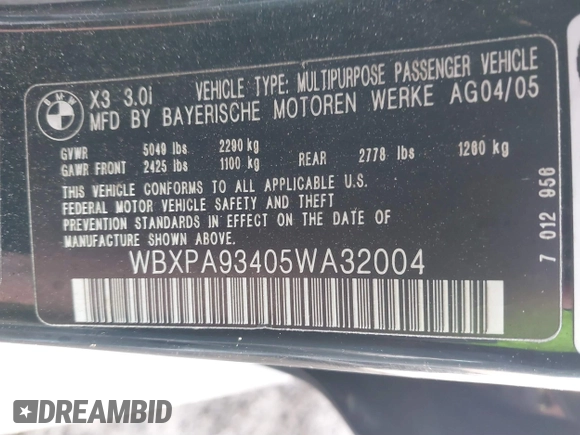 BMW
X3 3.0i VEHICLE TYPE: MULTIPURPOSE PASSENGER VEHICLE
MFD BY BAYERISCHE MOTOREN WERKE AG04/05
GVWR 5049 lbs 2290 kg
GAWR FRONT 2425 lbs 1100 kg REAR 2778 lbs 1260 kg
THIS VEHICLE CONFORMS TO ALL APPLICABLE U.S.
FEDERAL MOTOR VEHICLE SAFETY AND THEFT
PREVENTION STANDARDS IN EFFECT ON THE DATE OF
MANUFACTURE SHOWN ABOVE.
WBXPA93405WA32004
7 012 956
DREAMBID